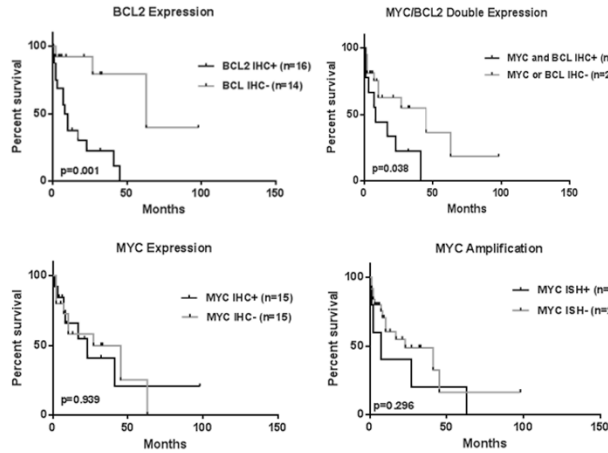 BCL2 Expression
Percent survival
100
50
0
0
50
100
150
Months
BCL2 IHC+ (n=16)
BCL IHC- (n=14)
p=0.001
MYC/BCL2 Double Expression
Percent survival
100
50
0
0
50
100
150
Months
MYC and BCL IHC+ (n
MYC or BCL IHC- (n=2
p=0.038
MYC Expression
Percent survival
100
50
0
0
50
100
150
Months
MYC IHC+ (n=15)
MYC IHC- (n=15)
p=0.939
MYC Amplification
Percent survival
100
50
0
0
50
100
150
Months
MYC ISH+ (n=
MYC ISH- (n=
p=0.296